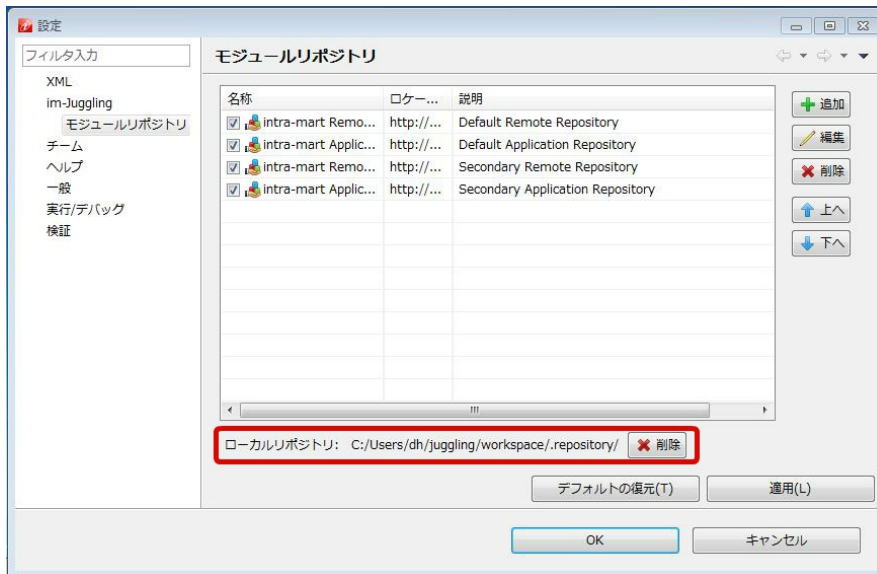 設定
フィルタ入力
モジュールリポジトリ
XML
im-Juggling
モジュールリポジトリ
チーム
ヘルプ
一般
実行/デバッグ
検証
名称 ロケー... 説明
intra-mart Remo... http://... Default Remote Repository
intra-mart Applic... http://... Default Application Repository
intra-mart Remo... http://... Secondary Remote Repository
intra-mart Applic... http://... Secondary Application Repository
追加
編集
削除
上へ
下へ
ローカルリポジトリ: C:/Users/dh/juggling/workspace/.repository/ 削除
デフォルトの復元(T) 適用(L)
OK キャンセル